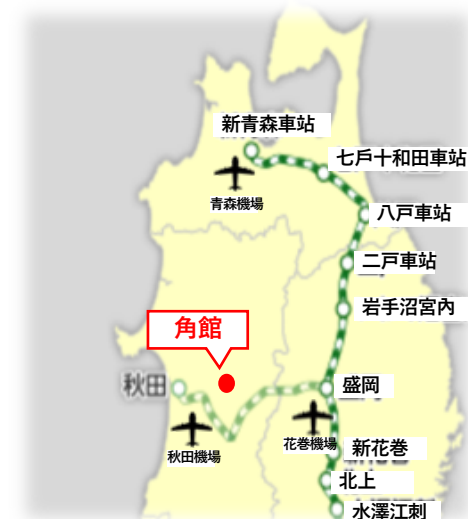 新青森車站
七戶十和田車站
青森機場
八戸車站
二戸車站
岩手沼宮內
角館
秋田
盛岡
秋田機場
花巻機場
新花巻
北上
水澤江刺